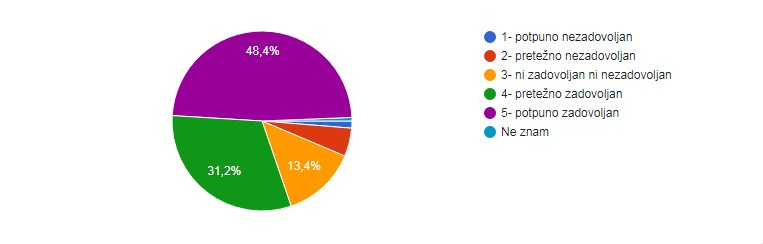 48,4%
31,2%
13,4%
1- potpuno nezadovoljan
2- pretežno nezadovoljan
3- ni zadovoljan ni nezadovoljan
4- pretežno zadovoljan
5- potpuno zadovoljan
Ne znam